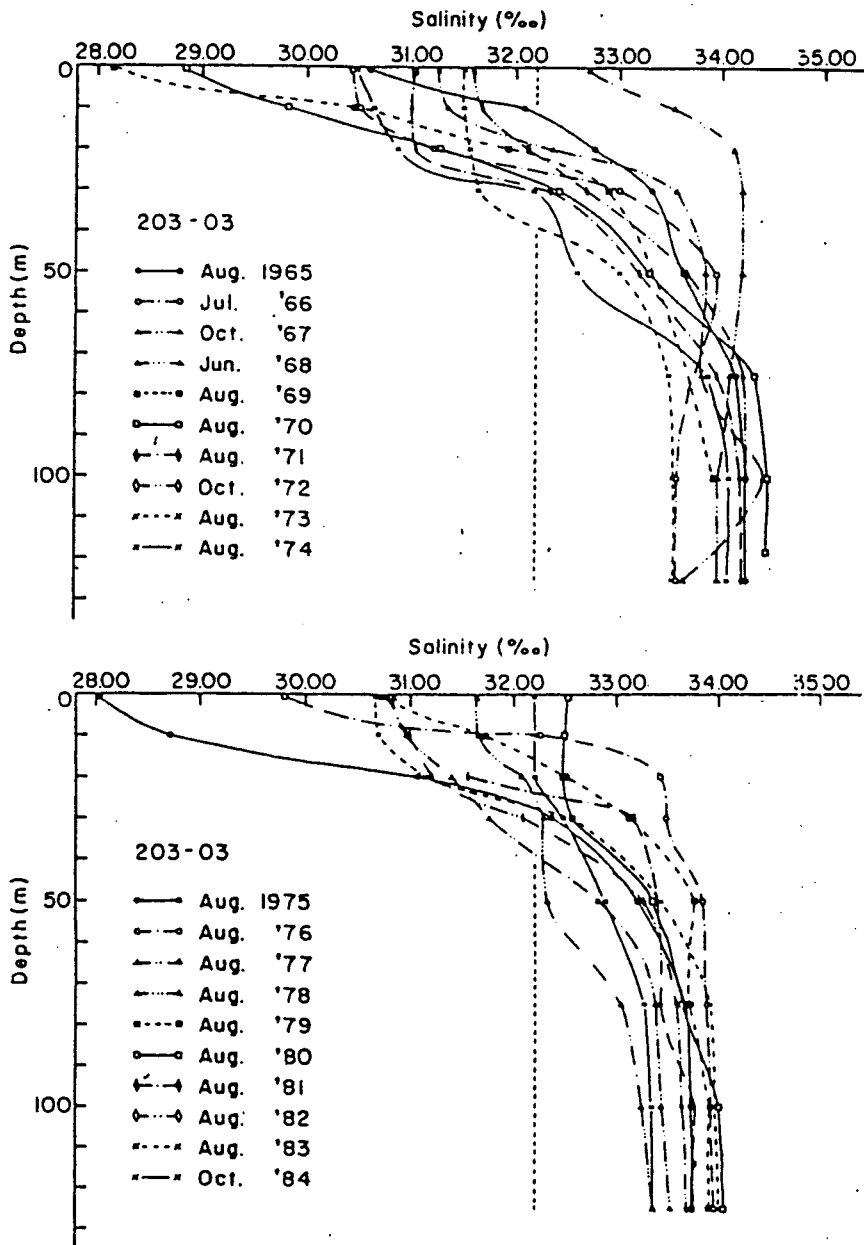 Salinity (‰)
28.00 29.00 30.00 31.00 32.00 33.00 34.00 35.00
0
50
100
Depth (m)
203-03
Aug. 1965
Jul. '66
Oct. '67
Jun. '68
Aug. '69
Aug. '70
Aug. '71
Oct. '72
Aug. '73
Aug. '74
Salinity (‰)
28.00 29.00 30.00 31.00 32.00 33.00 34.00 35.00
0
50
100
Depth (m)
203-03
Aug. 1975
Aug. '76
Aug. '77
Aug. '78
Aug. '79
Aug. '80
Aug. '81
Aug. '82
Aug. '83
Oct. '84